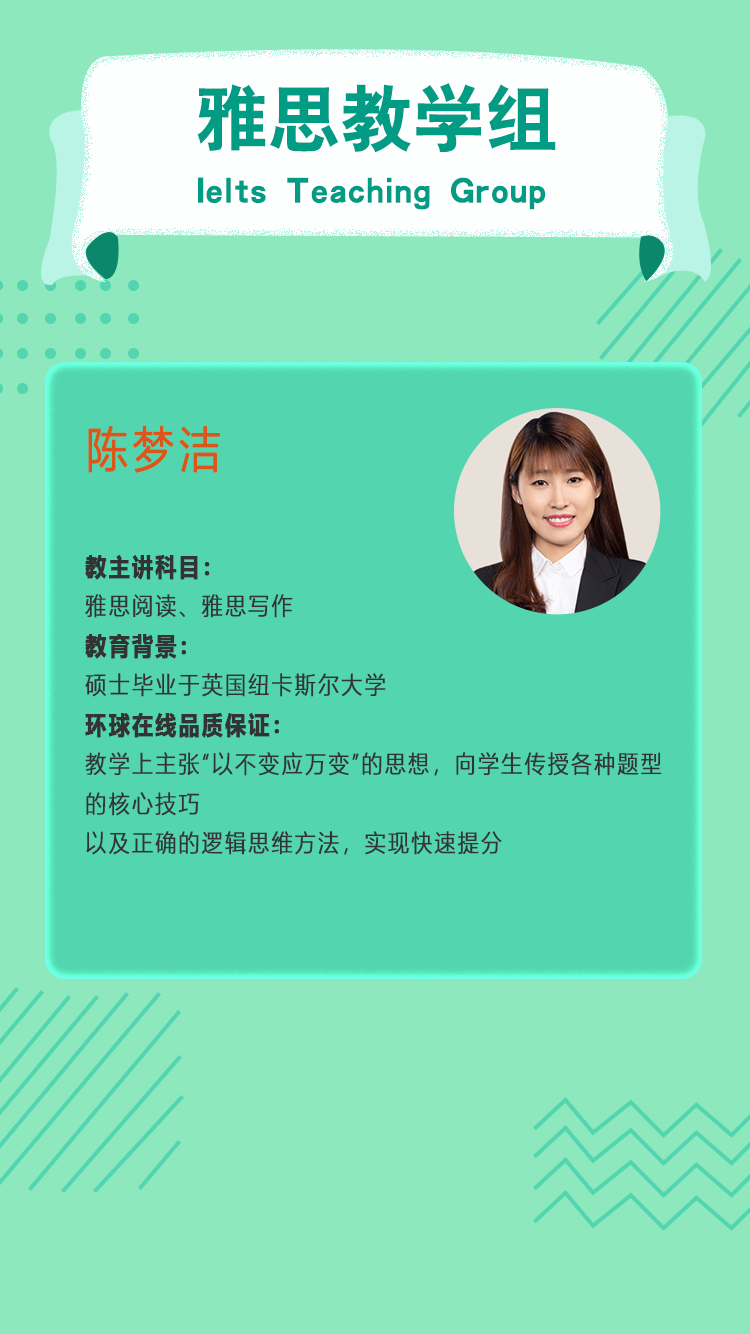 雅思教学组
Ielts Teaching Group
陈梦洁
教主讲科目：
雅思阅读、雅思写作
教育背景：
硕士毕业于英国纽卡斯尔大学
环球在线品质保证：
教学上主张“以不变应万变”的思想，向学生传授各种题型
的核心技巧
以及正确的逻辑思维方法，实现快速提分